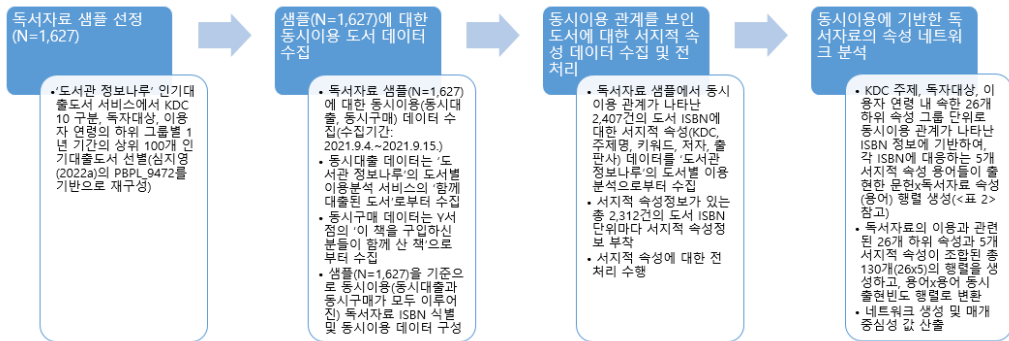 독서자료 샘플 선정
(N=1,627)
•'도서관 정보나루' 인기대
출도서 서비스에서 KDC
10 구분, 독자대상, 이용
자 연령의 하위 그룹별 1
년 기간의 상위 100개 인
기대출도서 선별(심지영
(2022a)의 PBPL_9472를
기반으로 재구성)
샘플(N=1,627)에 대한
동시이용 도서 데이터
수집
• 독서자료 샘플(N=1,627)
에 대한 동시이용(동시대
출, 동시구매) 데이터 수
집(수집기간:
2021.9.4.~2021.9.15.)
• 동시대출 데이터는 '도
서관 정보나루'의 도서별
이용분석 서비스의 '함께
대출된 도서'로부터 수집
• 동시구매 데이터는 Y서
점의 '이 책을 구입하신
분들이 함께 산 책'으로
부터 수집
• 샘플(N=1,627)을 기준으
로 동시이용(동시대출과
동시구매가 모두 이루어
진) 독서자료 ISBN 식별
및 동시이용 데이터 구성
동시이용 관계를 보인
도서에 대한 서지적 속
성 데이터 수집 및 전
처리
• 독서자료 샘플에서 동시
이용 관계가 나타난
2,407건의 도서 ISBN에
대한 서지적 속성(KDC,
주제명, 키워드, 저자, 출
판사) 데이터를 '도서관
정보나루'의 도서별 이용
분석으로부터 수집
• 서지적 속성정보가 있는
총 2,312건의 도서 ISBN
단위마다 서지적 속성정
보 부착
• 서지적 속성에 대한 전
처리 수행
동시이용에 기반한 독
서자료의 속성 네트워
크 분석
• KDC 주제, 독자대상, 이
용자 연령 내 속한 26개
하위 속성 그룹 단위로
동시이용 관계가 나타난
ISBN 정보에 기반하여,
각 ISBN에 대응하는 5개
서지적 속성 용어들이 출
현한 문헌x독서자료 속성
(용어) 행렬 생성(<표 2>
참고)
• 독서자료의 이용과 관련
된 26개 하위 속성과 5개
서지적 속성이 조합된 총
130개(26x5)의 행렬을 생
성하고, 용어x용어 동시
출현빈도 행렬로 변환
• 네트워크 생성 및 매개
중심성 값 산출